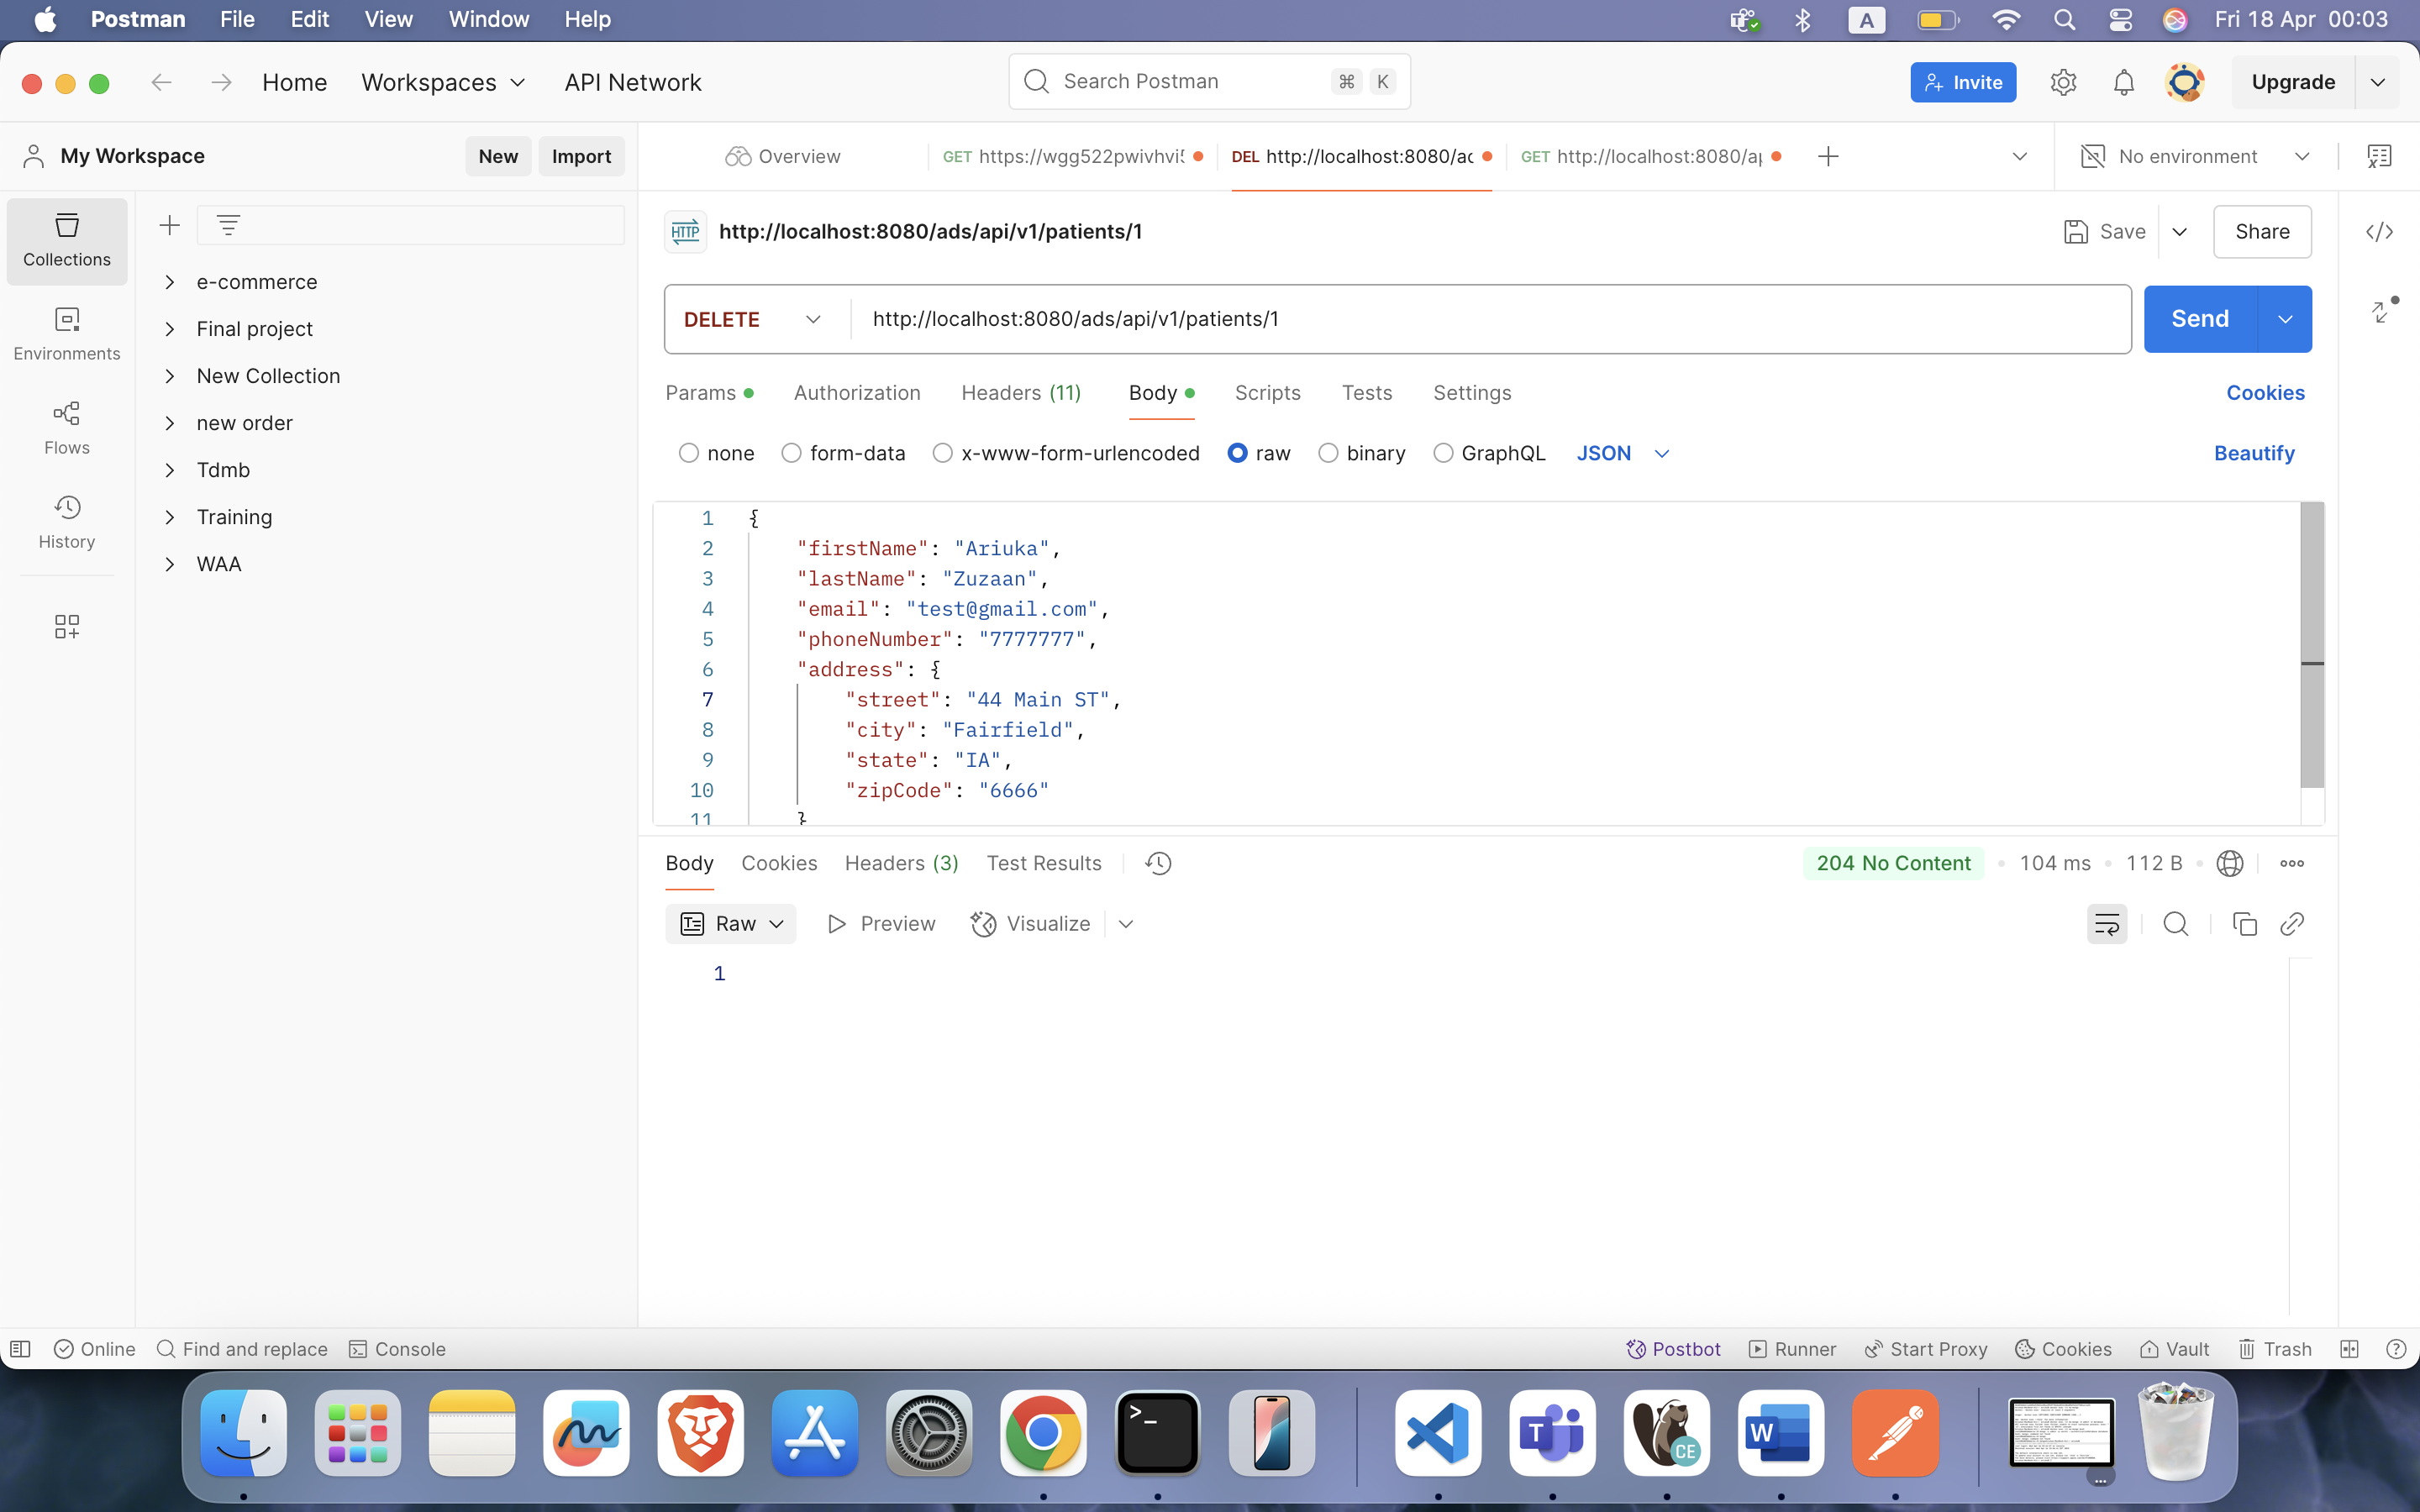 Postman File Edit View Window Help
A
Fri 18 Apr 00:03
Home Workspaces API Network
Search Postman ⌘ K
Invite
Upgrade
My Workspace New Import
Overview
GET https://wgg522pwivhvi5
DEL http://localhost:8080/ac
GET http://localhost:8080/ap
No environment
Collections
Environments
Flows
History
e-commerce
Final project
New Collection
new order
Tdmb
Training
WAA
HTTP http://localhost:8080/ads/api/v1/patients/1
Save Share
DELETE http://localhost:8080/ads/api/v1/patients/1
Send
Params Authorization Headers (11) Body Scripts Tests Settings Cookies
none form-data x-www-form-urlencoded raw binary GraphQL JSON Beautify
1 {
2 "firstName": "Ariuka",
3 "lastName": "Zuzaan",
4 "email": "test@gmail.com",
5 "phoneNumber": "7777777",
6 "address": {
7 "street": "44 Main ST",
8 "city": "Fairfield",
9 "state": "IA",
10 "zipCode": "6666"
11 }
Body Cookies Headers (3) Test Results
204 No Content 104 ms 112 B
Raw Preview Visualize
1
Online Find and replace Console
Postbot Runner Start Proxy Cookies Vault Trash
>_
T
CE
W